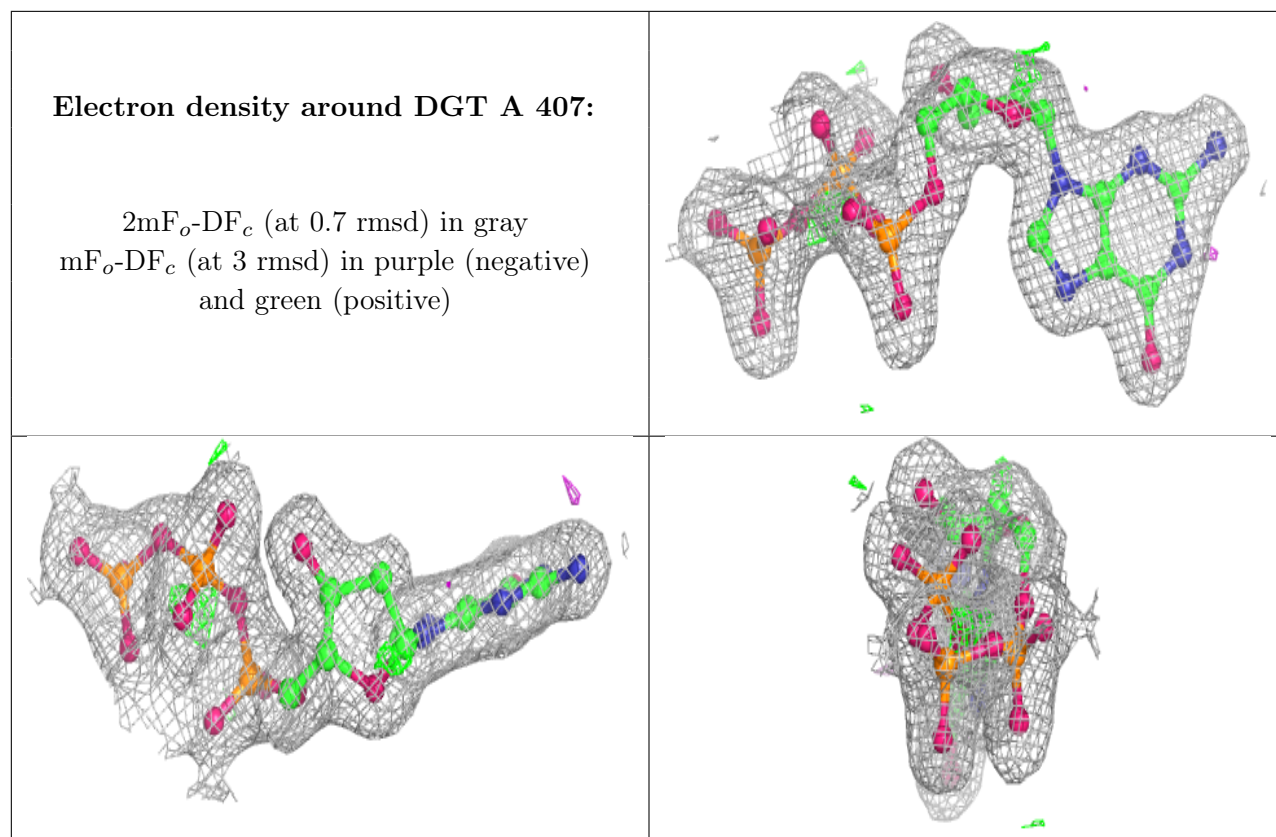 Electron density around DGT A 407:
2mFₒ-DF𝑐 (at 0.7 rmsd) in gray
mFₒ-DF𝑐 (at 3 rmsd) in purple (negative)
and green (positive)